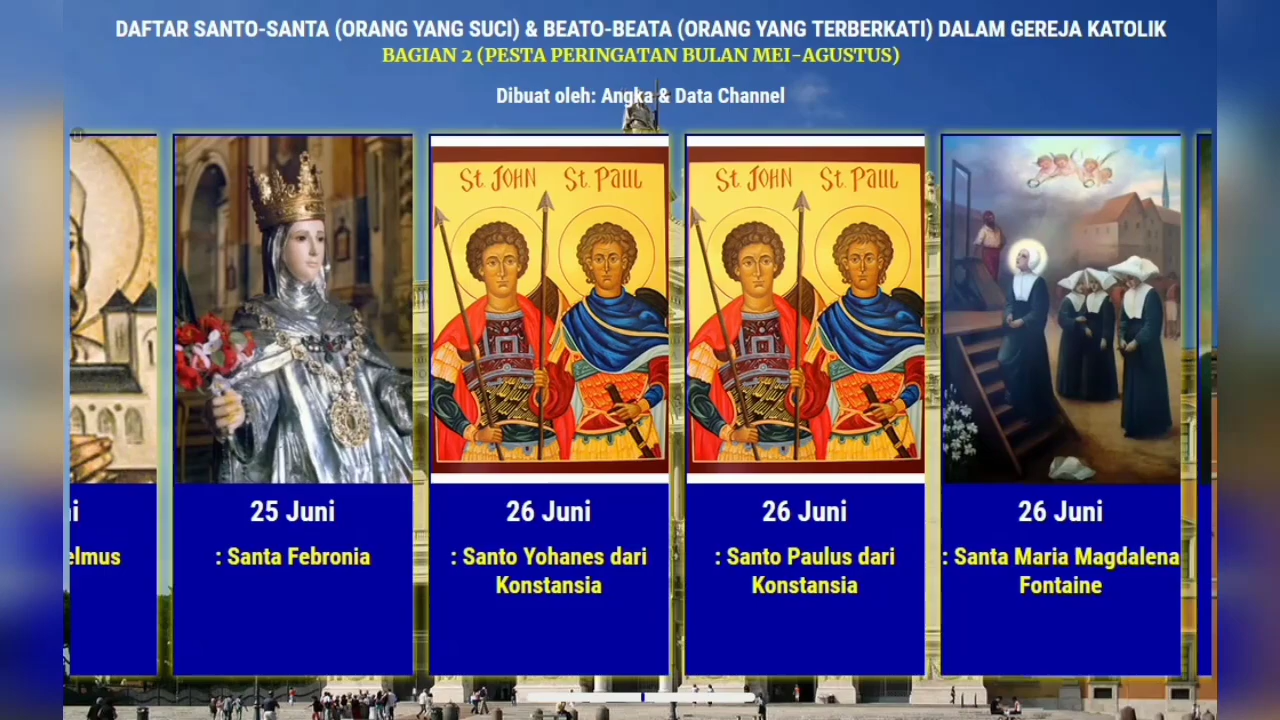 DAFTAR SANTO-SANTA (ORANG YANG SUCI) & BEATO-BEATA (ORANG YANG TERBERKATI) DALAM GEREJA KATOLIK
BAGIAN 2 (PESTA PERINGATAN BULAN MEI-AGUSTUS)
Dibuat oleh: Angka & Data Channel
St. JOHN St. PAUL
St. JOHN St. PAUL
25 Juni
26 Juni
26 Juni
26 Juni
elmus
: Santa Febronia
: Santo Yohanes dari
Konstansia
: Santo Paulus dari
Konstansia
: Santa Maria Magdalena
Fontaine